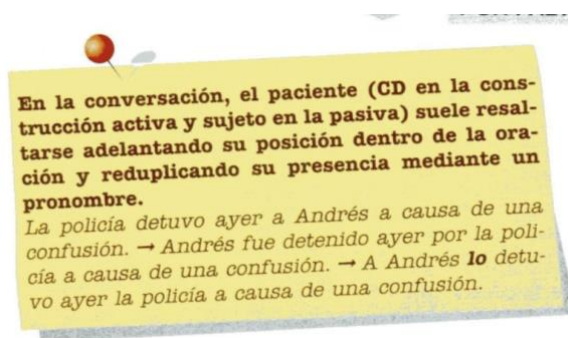 En la conversación, el paciente (CD en la cons-
trucción activa y sujeto en la pasiva) suele resal-
tarse adelantando su posición dentro de la ora-
ción y reduplicando su presencia mediante un
pronombre.
La policía detuvo ayer a Andrés a causa de una
confusión. → Andrés fue detenido ayer por la poli-
cía a causa de una confusión. → A Andrés lo detu-
vo ayer la policía a causa de una confusión.